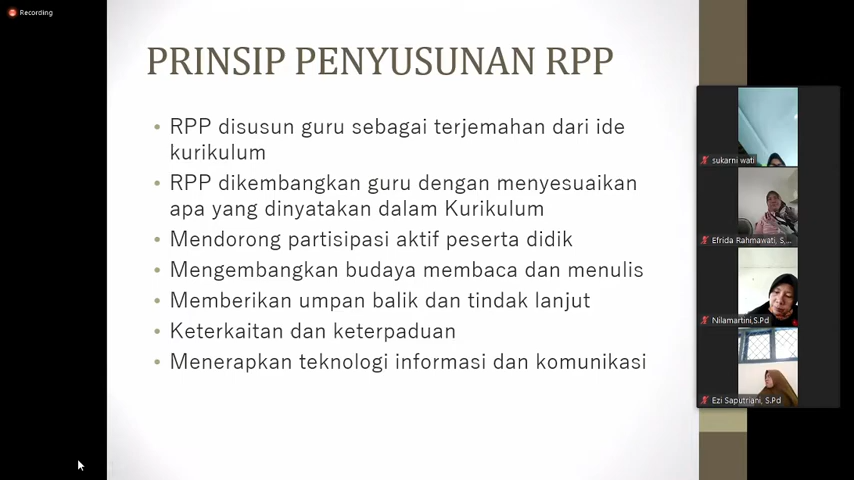 Recording
PRINSIP PENYUSUNAN RPP
• RPP disusun guru sebagai terjemahan dari ide
kurikulum
• RPP dikembangkan guru dengan menyesuaikan
apa yang dinyatakan dalam Kurikulum
• Mendorong partisipasi aktif peserta didik
• Mengembangkan budaya membaca dan menulis
• Memberikan umpan balik dan tindak lanjut
• Keterkaitan dan keterpaduan
• Menerapkan teknologi informasi dan komunikasi
sukarni wati
Efrida Rahmawati, S,...
Nilamartini,S.Pd
Ezi Saputriani, S.Pd